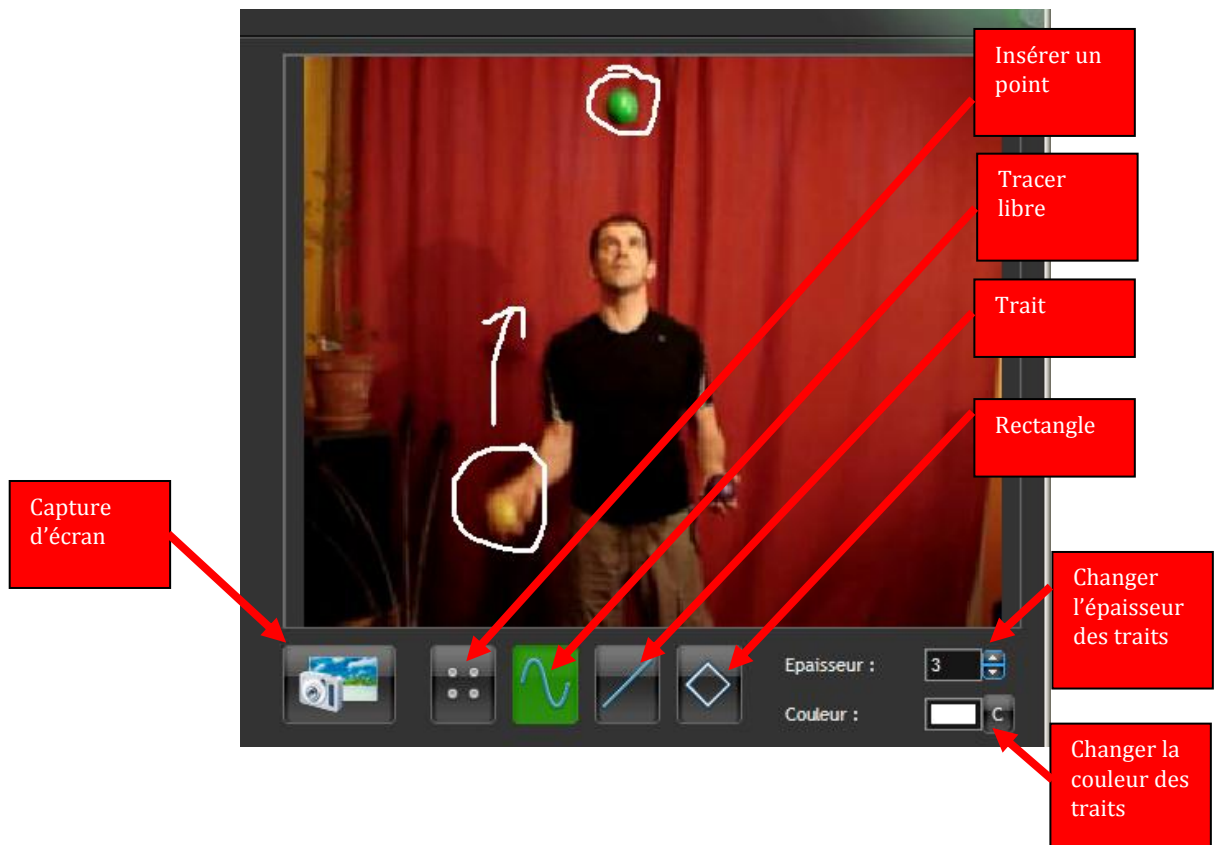 Insérer un
point
Tracer
libre
Trait
Rectangle
Capture
d’écran
Changer
l’épaisseur
des traits
Epaisseur :
3
Couleur :
C
Changer la
couleur des
traits